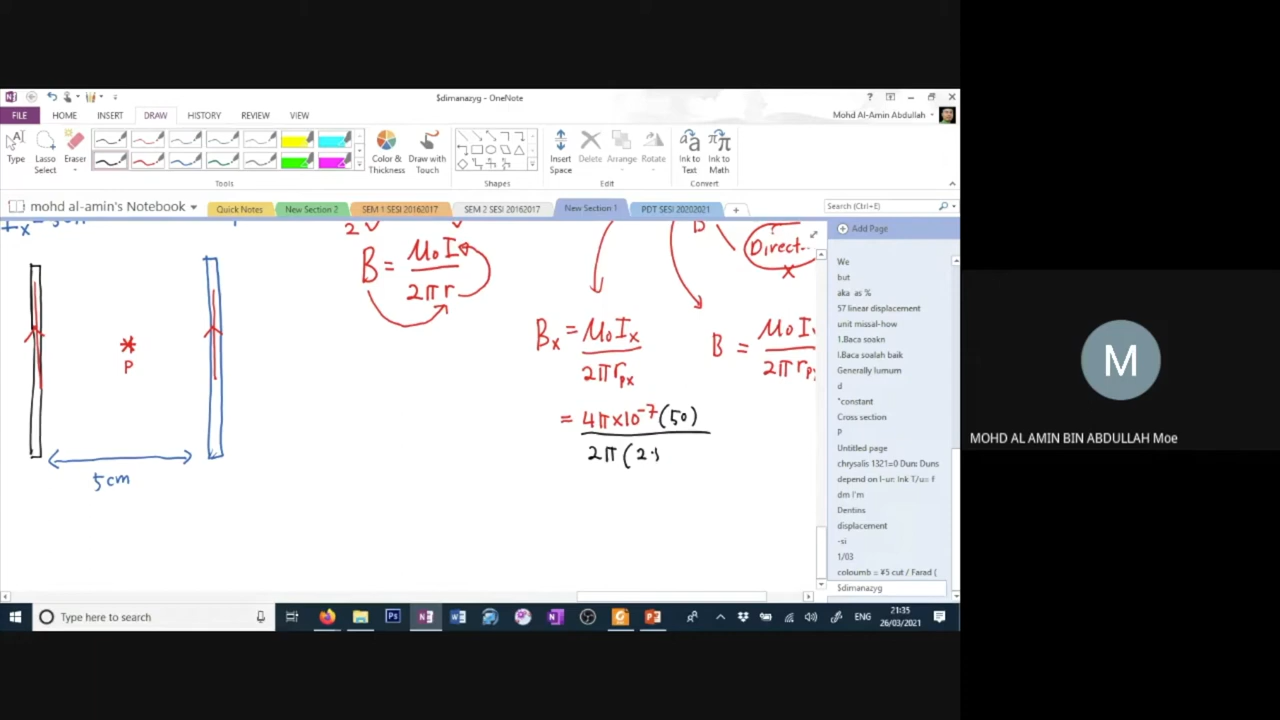 $dimanazyg - OneNote
FILE HOME INSERT DRAW HISTORY REVIEW VIEW
Mohd Al-Amin Abdullah
Type Lasso Select Eraser Color & Thickness Draw with Touch Insert Space Delete Arrange Rotate Ink to Text Ink to Math
Tools Shapes Edit Convert
mohd al-amin's Notebook Quick Notes New Section 2 SEM 1 SESI 20162017 SEM 2 SESI 20162017 New Section 1 PDT SESI 20202021
Search (Ctrl+E)
Add Page
We
but
aka as %
57 linear displacement
unit missal-how
1.Baca soakn
I.Baca soalah baik
Generally lumum
d
"constant
Cross section
P
Untitled page
chrysalis 1321=0 Dun: Duns
depend on l-ur: Ink T/u= f
dm I'm
Dentins
displacement
-si
1/03
coloumb = ¥5 cut / Farad (
$dimanazyg
B = μ₀I
2πr
Direct
x
P
5cm
Bx = μ₀Ix
2πr px
B = μ₀I
2πr p
= 4π×10⁻⁷ (50)
2π (2.
M
MOHD AL AMIN BIN ABDULLAH Moe
Type here to search
ENG
21:35
26/03/2021